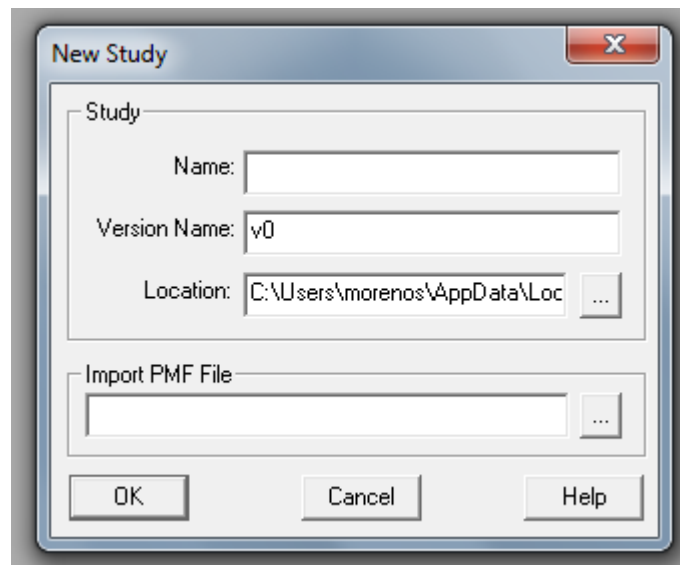 New Study
Study
Name:
Version Name: v0
Location: C:\Users\morenos\AppData\Loc ...
Import PMF File
...
OK Cancel Help